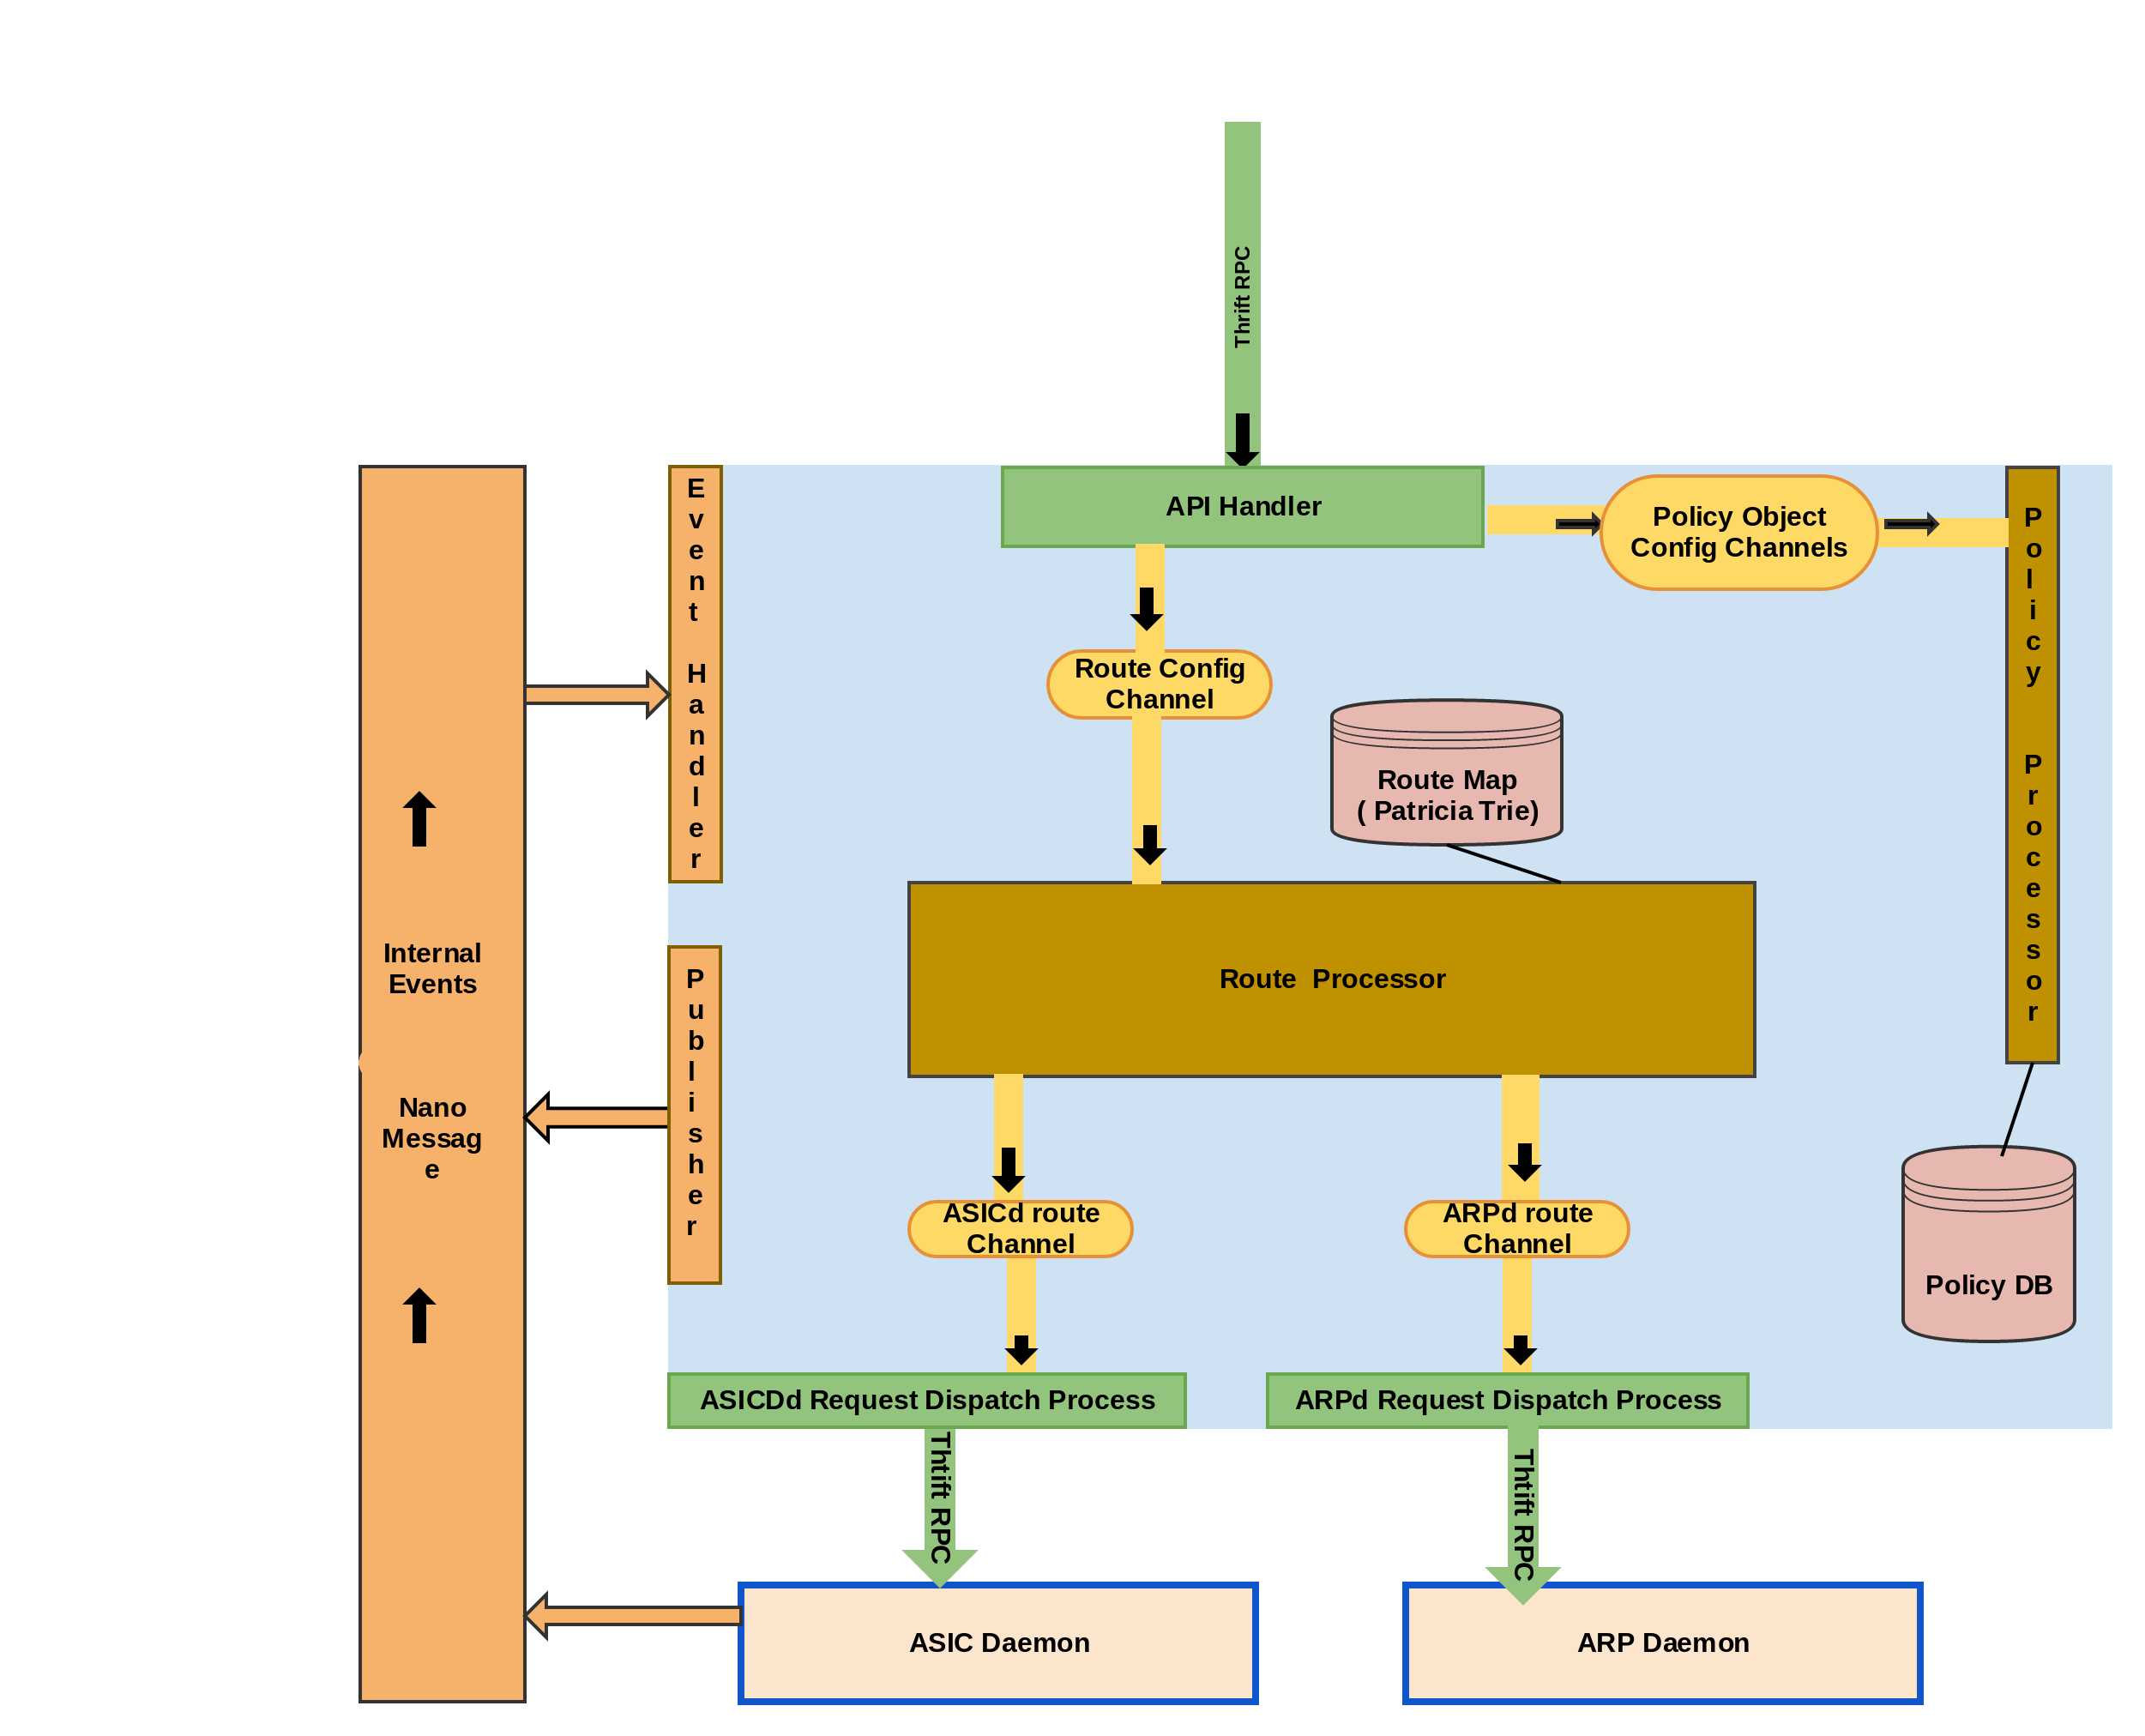 Thrift RPC
API Handler
Policy Object
Config Channels
Event Handler
Policy Processor
Route Config
Channel
Route Map
( Patricia Trie)
Internal
Events
Route  Processor
Publisher
Nano
Messag
e
ASICd route
Channel
ARPd route
Channel
Policy DB
ASICDd Request Dispatch Process
ARPd Request Dispatch Process
Thtift RPC
Thtift RPC
ASIC Daemon
ARP Daemon